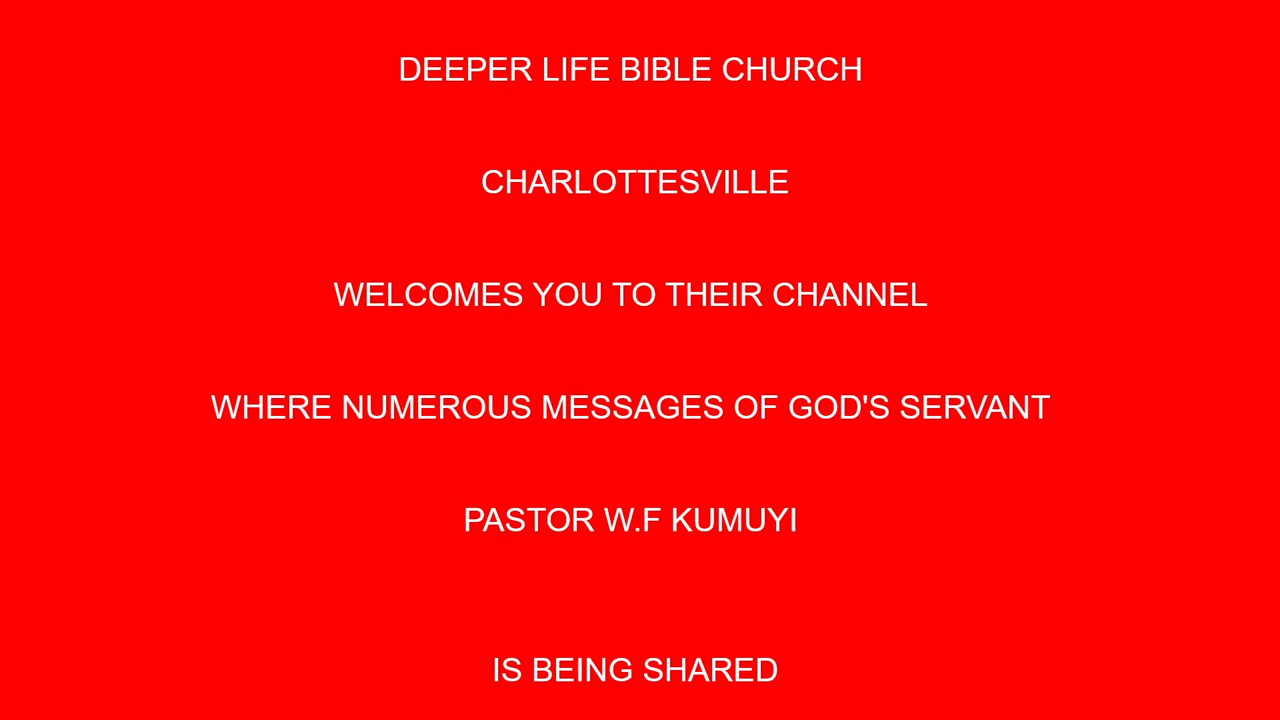 DEEPER LIFE BIBLE CHURCH
CHARLOTTESVILLE
WELCOMES YOU TO THEIR CHANNEL
WHERE NUMEROUS MESSAGES OF GOD'S SERVANT
PASTOR W.F KUMUYI
IS BEING SHARED